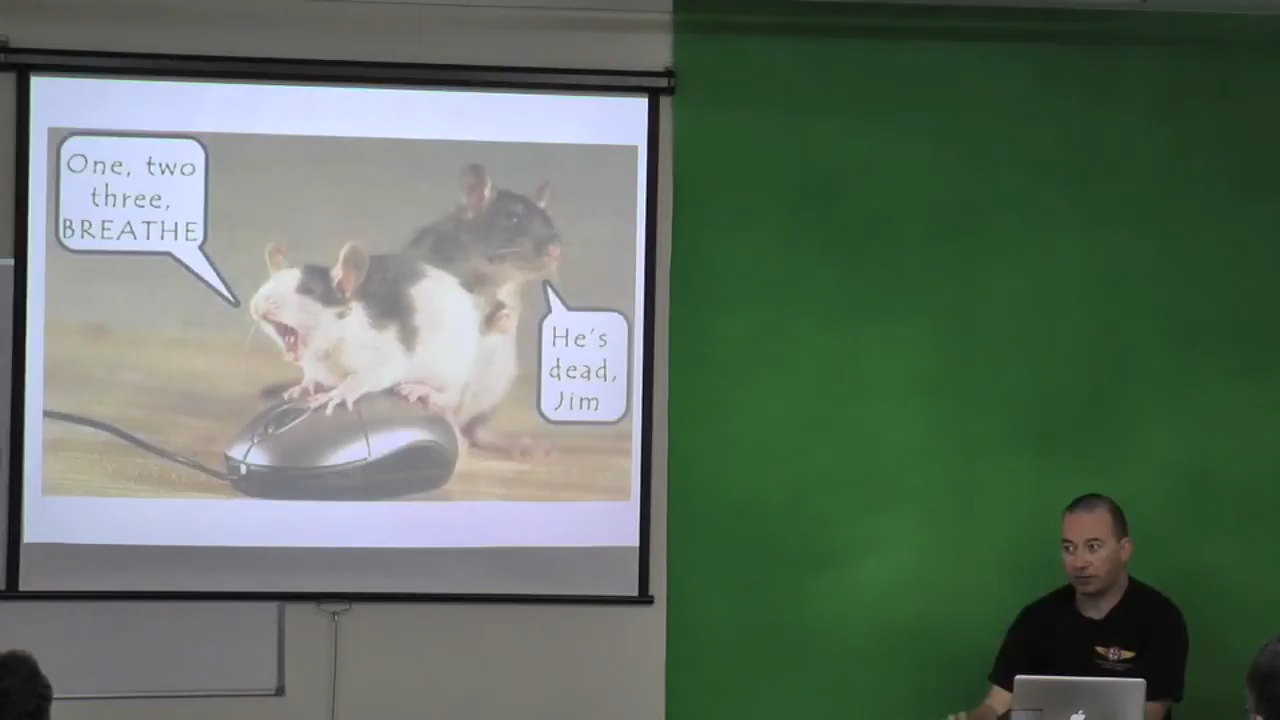 One, two
three,
BREATHE
He's
dead,
Jim